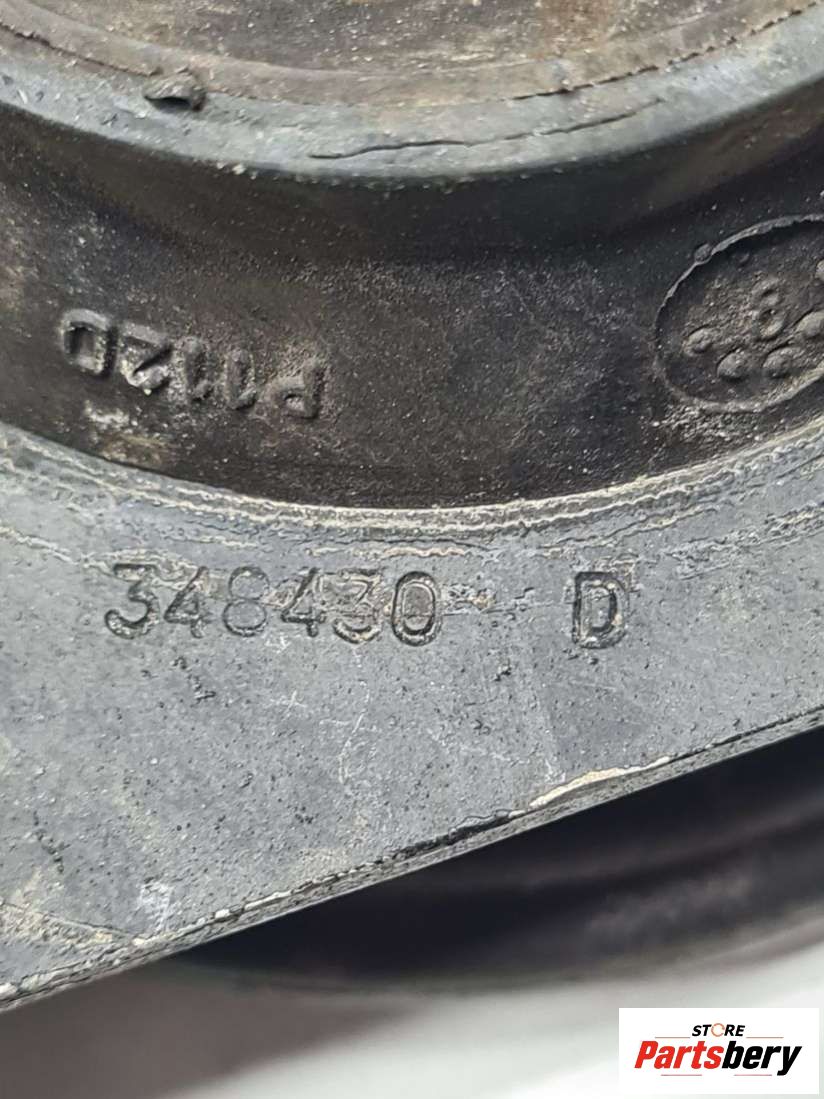 P112D
348430 D
STORE
Partsbery